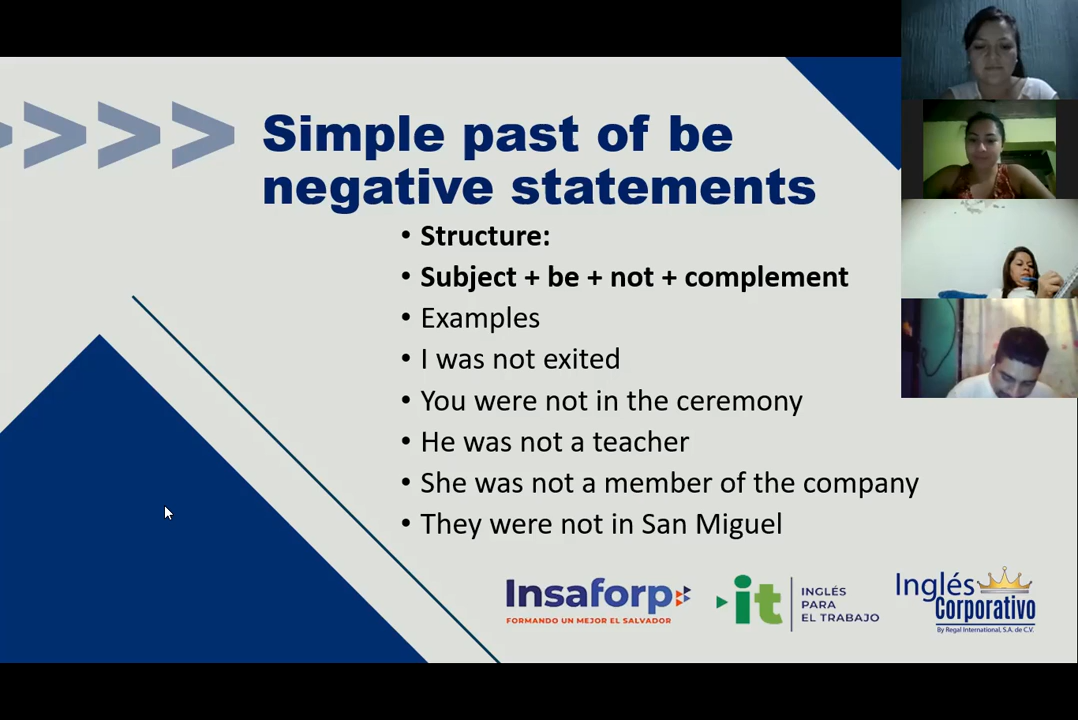 Simple past of be
negative statements
• Structure:
• Subject + be + not + complement
• Examples
• I was not exited
• You were not in the ceremony
• He was not a teacher
• She was not a member of the company
• They were not in San Miguel
Insaforp
FORMANDO UN MEJOR EL SALVADOR
it
INGLÉS
PARA
EL TRABAJO
Inglés
Corporativo
By Regal International, S.A. de C.V.